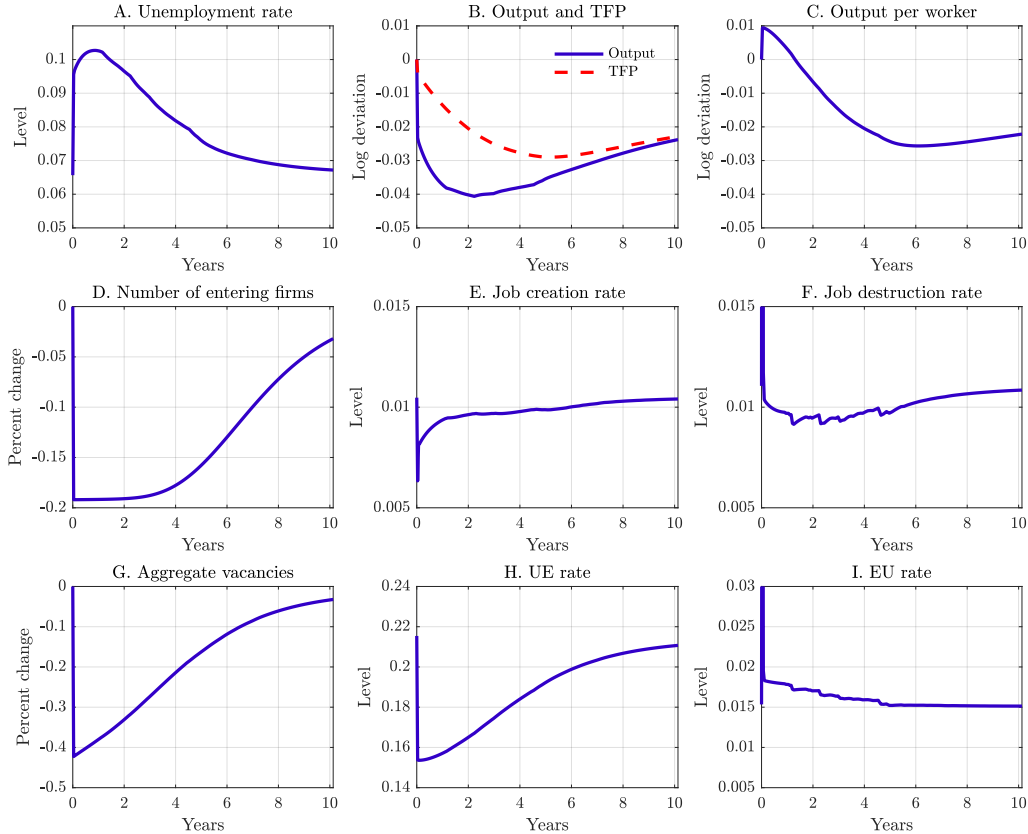 A. Unemployment rate
0.1
0.09
0.08
0.07
0.06
0.05
Level
0 2 4 6 8 10
Years
B. Output and TFP
0.01
0
-0.01
-0.02
-0.03
-0.04
0.05
Log deviation
Output
TFP
0 2 4 6 8 10
Years
C. Output per worker
0.01
0
-0.01
-0.02
-0.03
-0.04
-0.05
Log deviation
0 2 4 6 8 10
Years
D. Number of entering firms
0
-0.05
-0.1
-0.15
-0.2
Percent change
0 2 4 6 8 10
Years
E. Job creation rate
0.015
0.01
0.005
Level
0 2 4 6 8 10
Years
F. Job destruction rate
0.015
0.01
0.005
Level
0 2 4 6 8 10
Years
G. Aggregate vacancies
0
-0.1
-0.2
-0.3
-0.4
-0.5
Percent change
0 2 4 6 8 10
Years
H. UE rate
0.24
0.22
0.2
0.18
0.16
0.14
Level
0 2 4 6 8 10
Years
I. EU rate
0.03
0.025
0.02
0.015
0.01
0.005
Level
0 2 4 6 8 10
Years